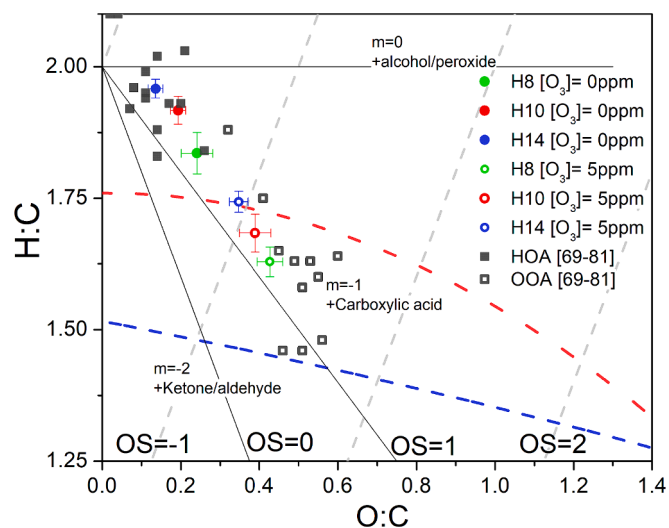 2.00
1.75
1.50
1.25
H:C
m=0
+alcohol/peroxide
H8 [O₃]= 0ppm
H10 [O₃]= 0ppm
H14 [O₃]= 0ppm
H8 [O₃]= 5ppm
H10 [O₃]= 5ppm
H14 [O₃]= 5ppm
HOA [69-81]
OOA [69-81]
m=-1
+Carboxylic acid
m=-2
+Ketone/aldehyde
OS=-1
OS=0
OS=1
OS=2
0.0 0.2 0.4 0.6 0.8 1.0 1.2 1.4
O:C